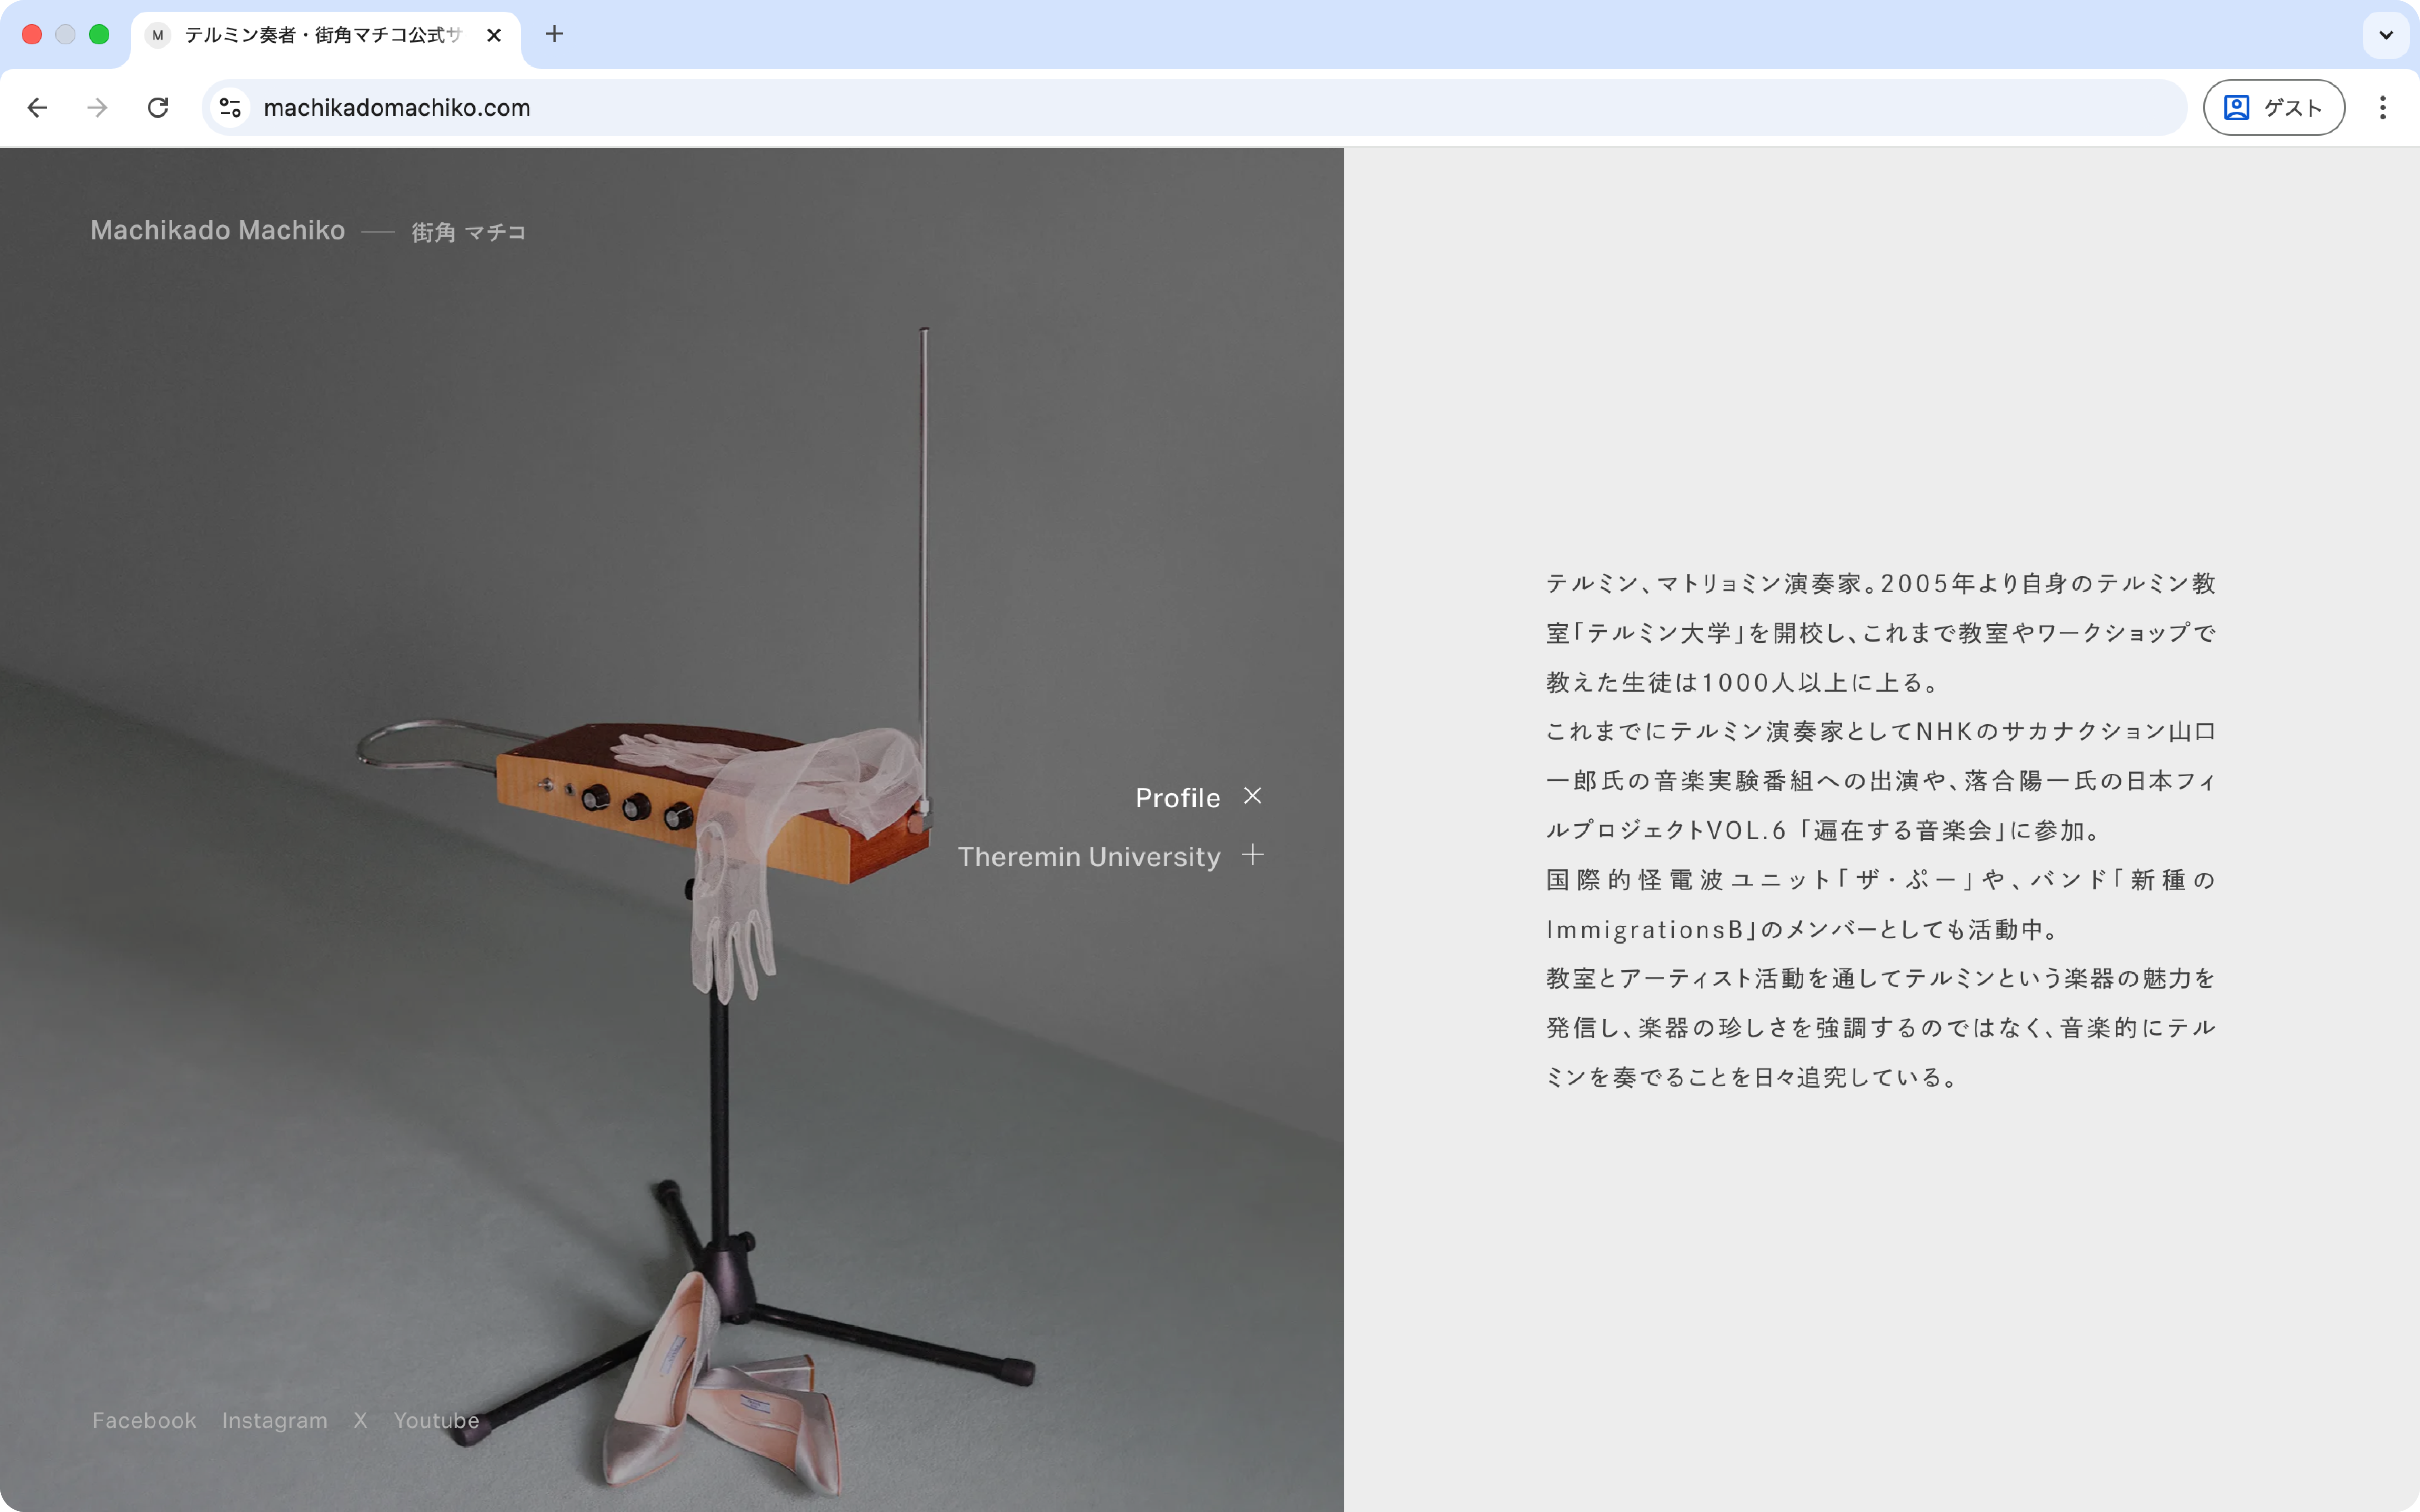 M テルミン奏者・街角マチコ公式サ
machikadomachiko.com
ゲスト
Machikado Machiko — 街角 マチコ
Profile ×
Theremin University +
Facebook Instagram X Youtube
テルミン、マトリョミン演奏家。2005年より自身のテルミン教
室「テルミン大学」を開校し、これまで教室やワークショップで
教えた生徒は1000人以上に上る。
これまでにテルミン演奏家としてNHKのサカナクション山口
一郎氏の音楽実験番組への出演や、落合陽一氏の日本フィ
ルプロジェクトVOL.6「遍在する音楽会」に参加。
国際的怪電波ユニット「ザ・ぷー」や、バンド「新種の
ImmigrationsB」のメンバーとしても活動中。
教室とアーティスト活動を通してテルミンという楽器の魅力を
発信し、楽器の珍しさを強調するのではなく、音楽的にテル
ミンを奏でることを日々追究している。